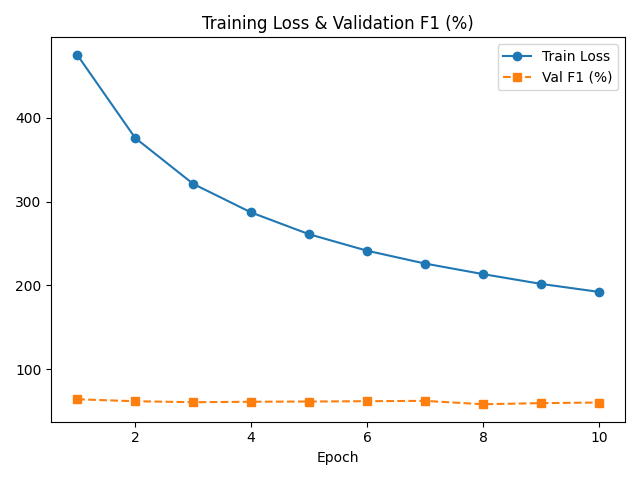 Training Loss & Validation F1 (%)
Train Loss
Val F1 (%)
400
300
200
100
2 4 6 8 10
Epoch